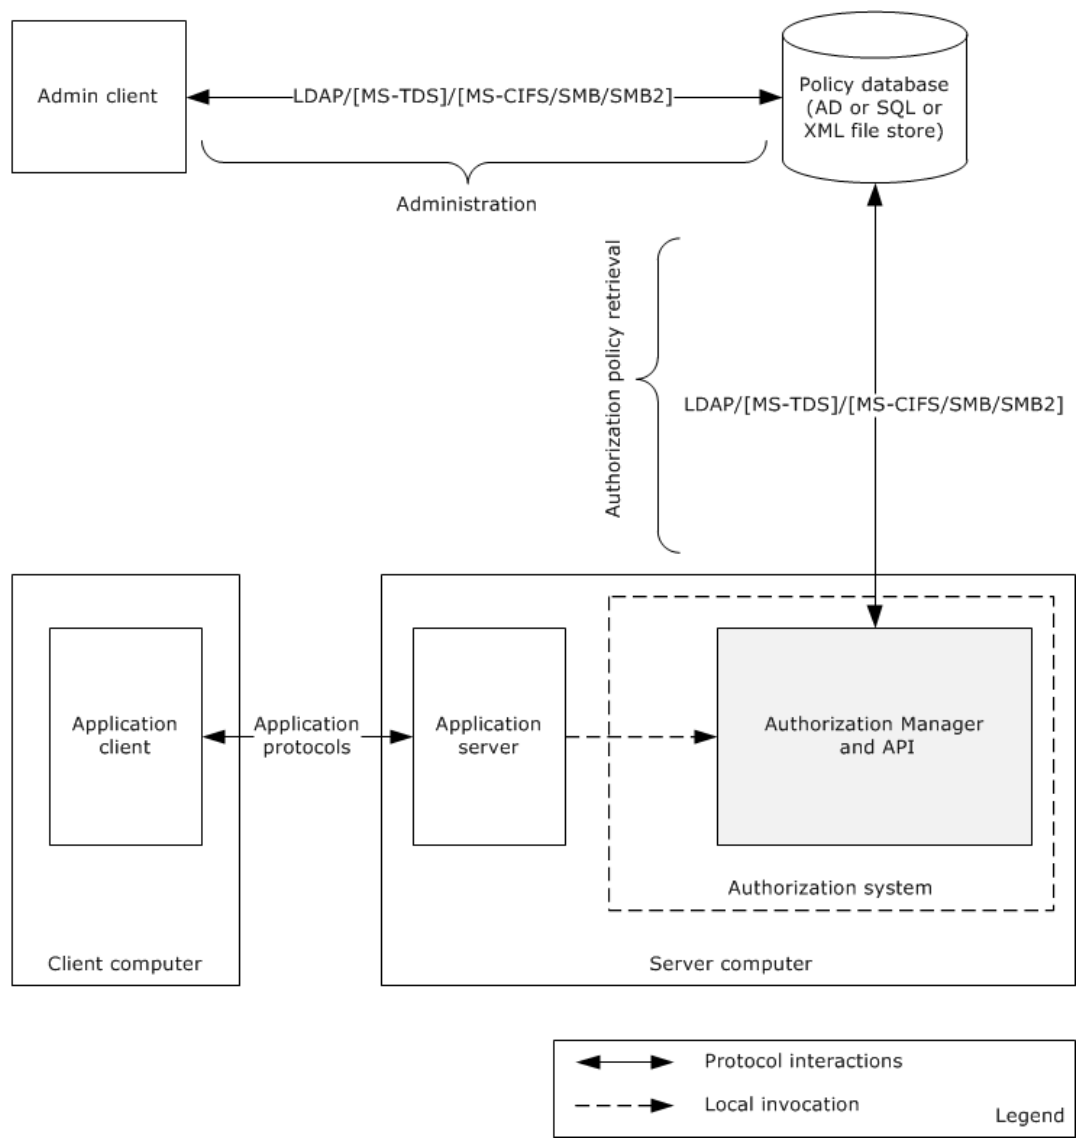 Admin client
LDAP/[MS-TDS]/[MS-CIFS/SMB/SMB2]
Policy database
(AD or SQL or
XML file store)
Administration
Authorization policy retrieval
LDAP/[MS-TDS]/[MS-CIFS/SMB/SMB2]
Application
client
Application
protocols
Application
server
Authorization Manager
and API
Authorization system
Client computer
Server computer
Protocol interactions
Local invocation
Legend